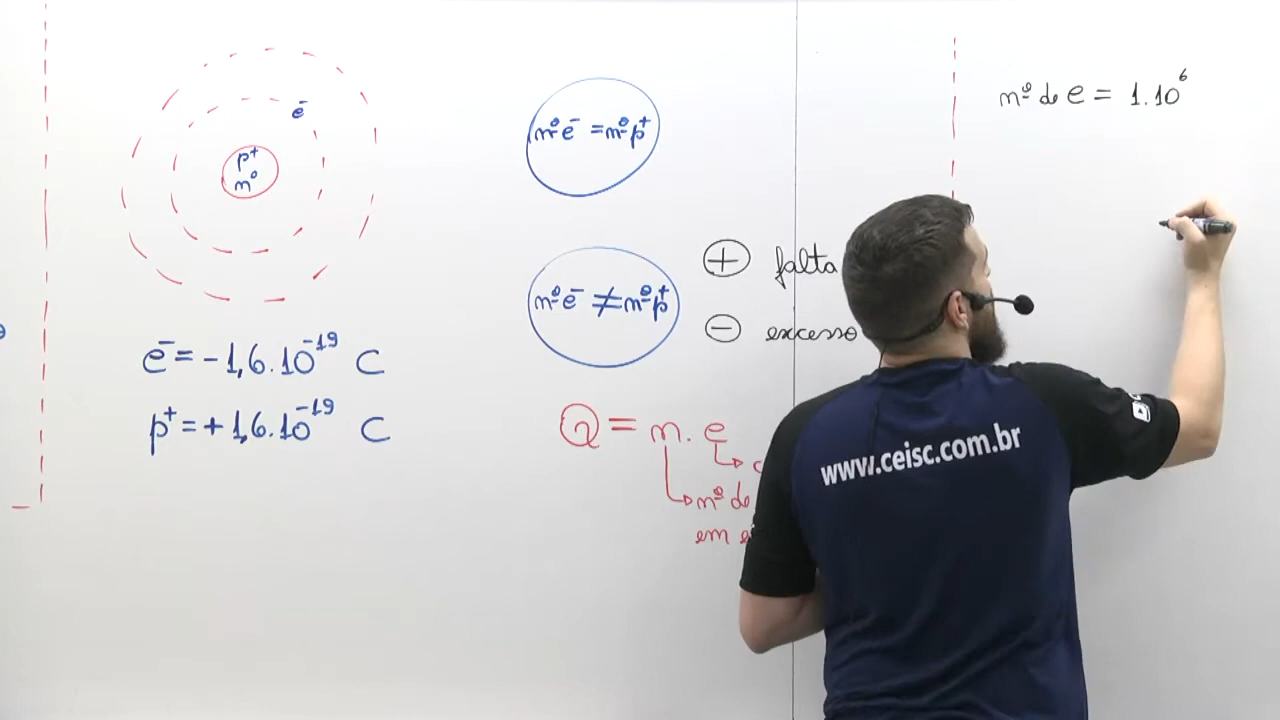 e⁻
p⁺
nº
e⁻ = -1,6.10⁻¹⁹ C
p⁺ = +1,6.10⁻¹⁹ C
nº e⁻ = nº p⁺
nº e⁻ ≠ nº p⁺
+ falta
- excesso
Q = n. e
nº de
em
nº de e = 1.10⁶
www.ceisc.com.br